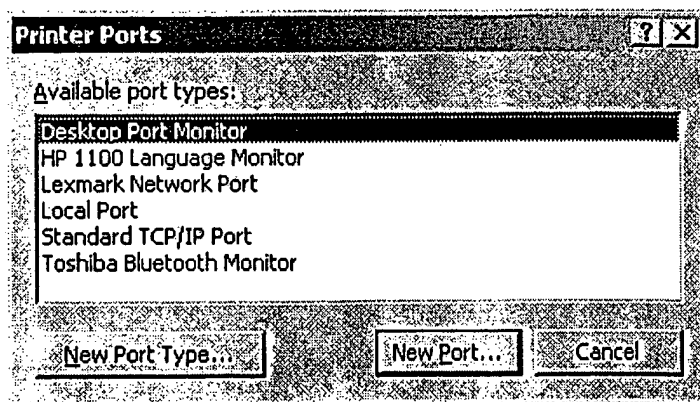 Printer Ports
Available port types:
Desktop Port Monitor
HP 1100 Language Monitor
Lexmark Network Port
Local Port
Standard TCP/IP Port
Toshiba Bluetooth Monitor
New Port Type... New Port... Cancel